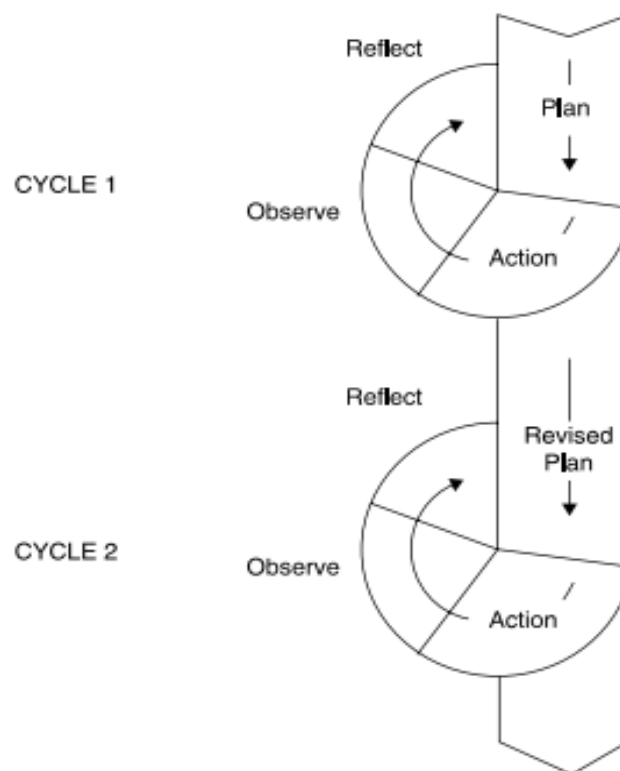 Reflect
Plan
CYCLE 1
Observe
Action
Reflect
Revised
Plan
CYCLE 2
Observe
Action